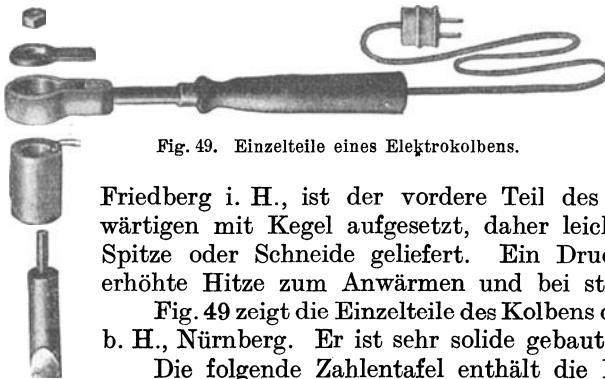 Fig. 49. Einzelteile eines Elektrokolbens.
Friedberg i. H., ist der vordere Teil des
wärtigen mit Kegel aufgesetzt, daher leic
Spitze oder Schneide geliefert. Ein Druc
erhöhte Hitze zum Anwärmen und bei st
Fig. 49 zeigt die Einzelteile des Kolbens
b. H., Nürnberg. Er ist sehr solide gebaut
Die folgende Zahlentafel enthält die